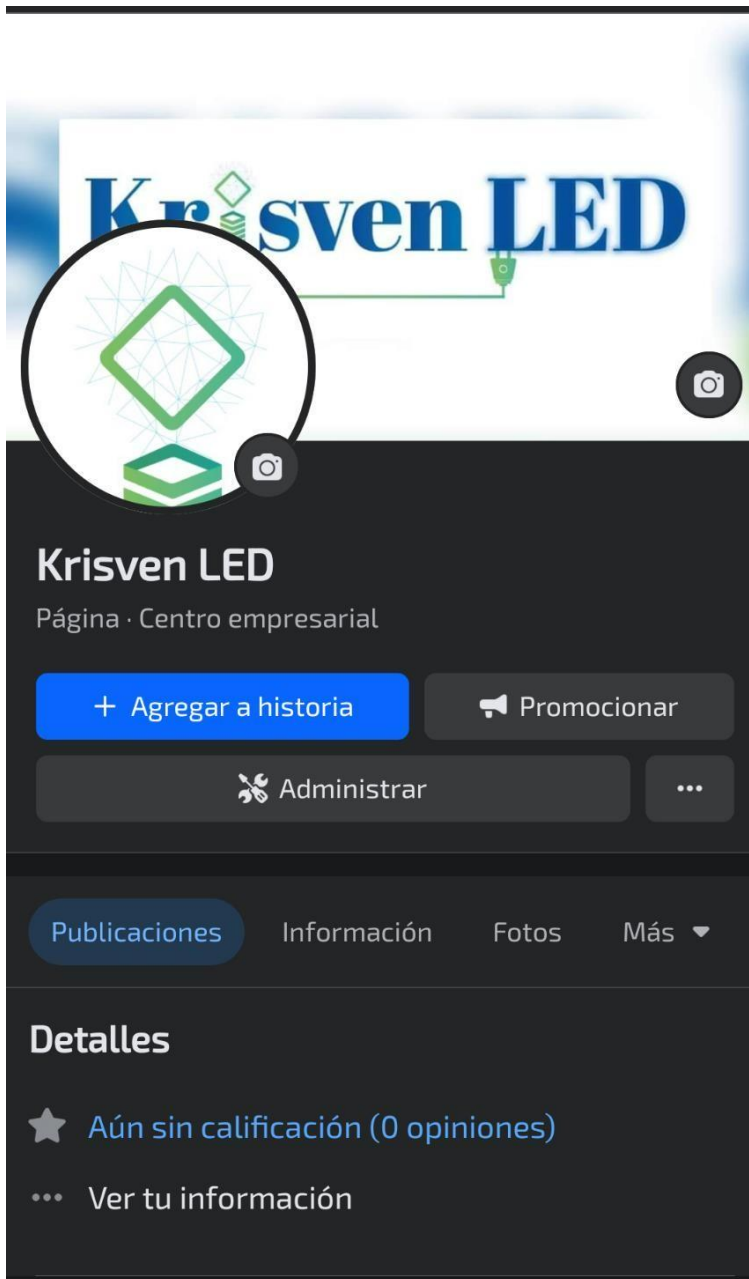 Krisven LED
Krisven LED
Página · Centro empresarial
+ Agregar a historia
Promocionar
Administrar
Publicaciones
Información
Fotos
Más
Detalles
Aún sin calificación (0 opiniones)
Ver tu información